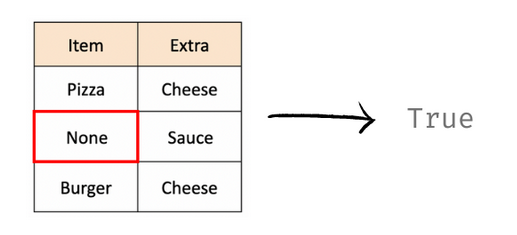 Item Extra
Pizza Cheese
None Sauce True
Burger Cheese